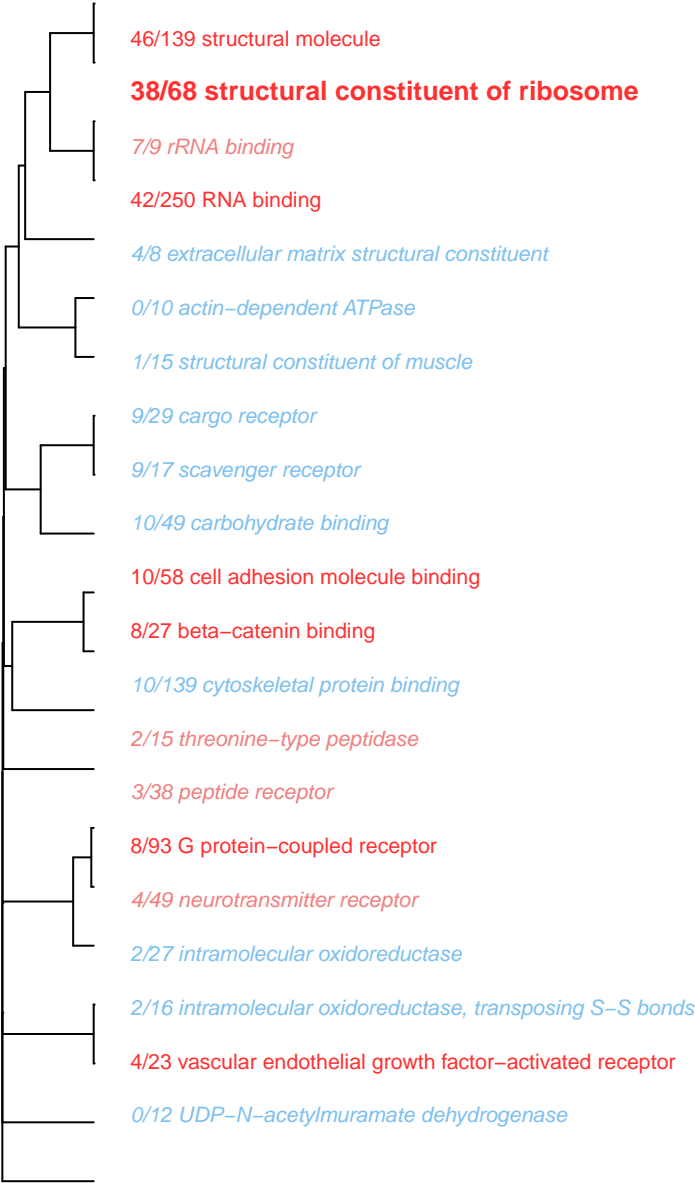 46/139 structural molecule
38/68 structural constituent of ribosome
7/9 rRNA binding
42/250 RNA binding
4/8 extracellular matrix structural constituent
0/10 actin−dependent ATPase
1/15 structural constituent of muscle
9/29 cargo receptor
9/17 scavenger receptor
10/49 carbohydrate binding
10/58 cell adhesion molecule binding
8/27 beta−catenin binding
10/139 cytoskeletal protein binding
2/15 threonine−type peptidase
3/38 peptide receptor
8/93 G protein−coupled receptor
4/49 neurotransmitter receptor
2/27 intramolecular oxidoreductase
2/16 intramolecular oxidoreductase, transposing S−S bonds
4/23 vascular endothelial growth factor−activated receptor
0/12 UDP−N−acetylmuramate dehydrogenase